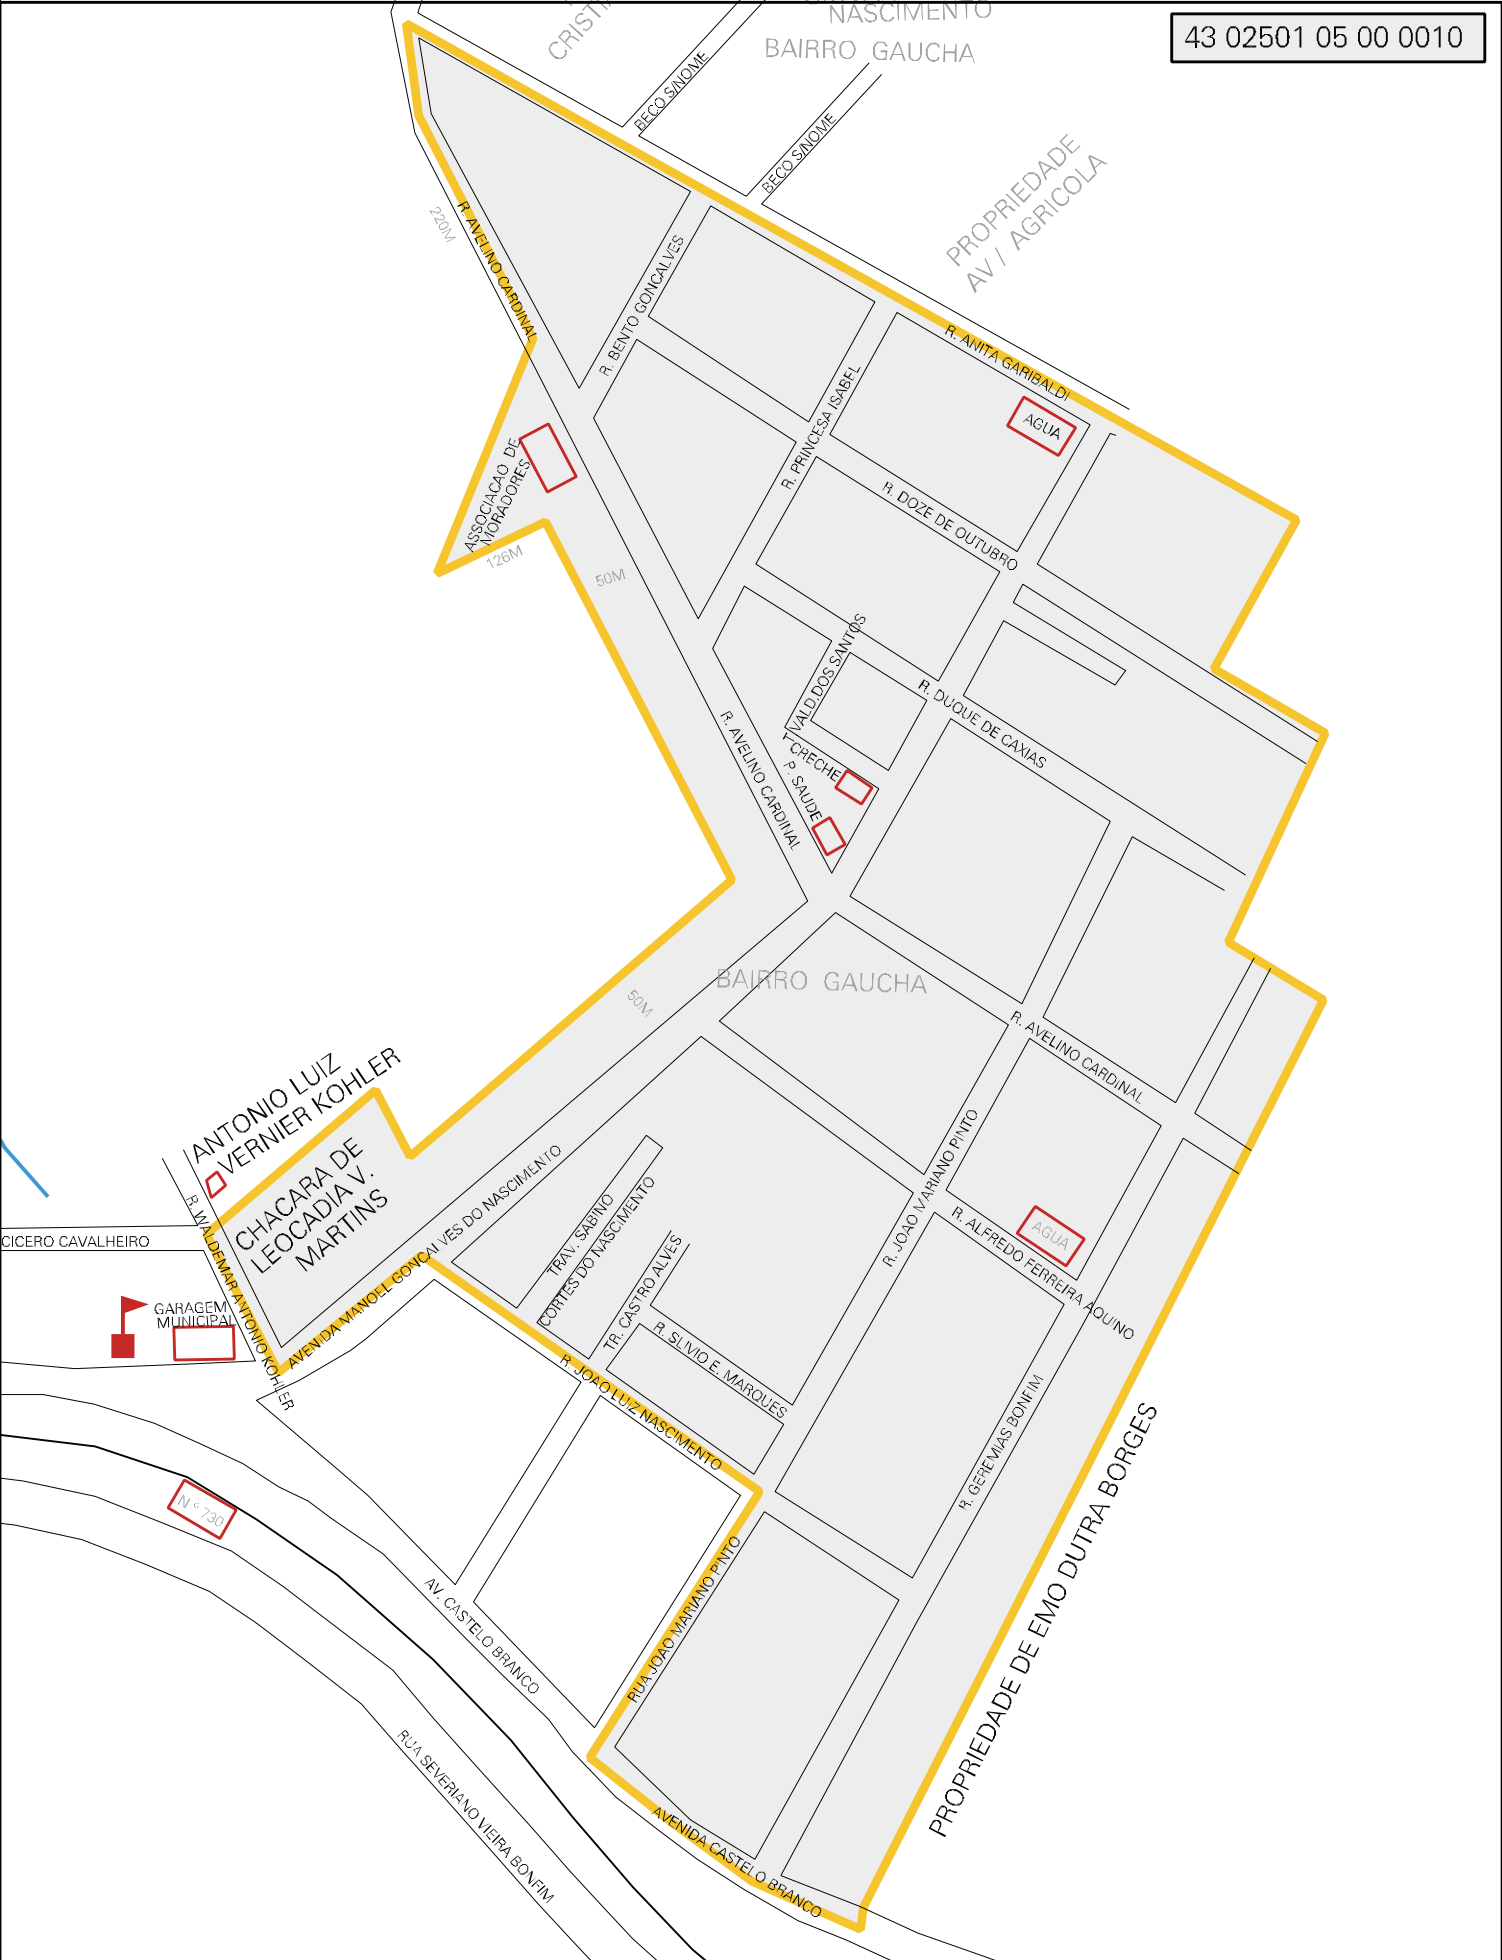 NASCIMENTO
BAIRRO GAUCHA
43 02501 05 00 0010
BECO S/NOME
BECO S/NOME
PROPRIEDADE
AV / AGRICOLA
220M
R. AVELINO CARDINAL
R. BENTO GONCALVES
R. ANITA GARIBALDI
R. PRINCESA ISABEL
AGUA
ASSOCIACAO DE
MORADORES
126M
50M
R. DOZE DE OUTUBRO
VALD.DOS SANTOS
R. DUQUE DE CAXIAS
R. AVELINO CARDINAL
CRECHE
P. SAUDE
BAIRRO GAUCHA
50M
R. AVELINO CARDINAL
ANTONIO LUIZ
VERNIER KOHLER
CHACARA DE
LEOCADIA V.
MARTINS
R. WALDEMAR ANTONIO KOHLER
CICERO CAVALHEIRO
GARAGEM
MUNICIPAL
AVENIDA MANOEL GONCALVES DO NASCIMENTO
TRAV. SABINO
CORTES DO NASCIMENTO
TR. CASTRO ALVES
R. JOAO MARIANO PINTO
R. ALFREDO FERREIRA AQUINO
AGUA
R. SLIVIO E. MARQUES
R. JOAO LUIZ NASCIMENTO
R. GEREMIAS BONFIM
PROPRIEDADE DE EMO DUTRA BORGES
N º 730
AV. CASTELO BRANCO
RUA JOAO MARIANO PINTO
RUA SEVERIANO VIEIRA BONFIM
AVENIDA CASTELO BRANCO